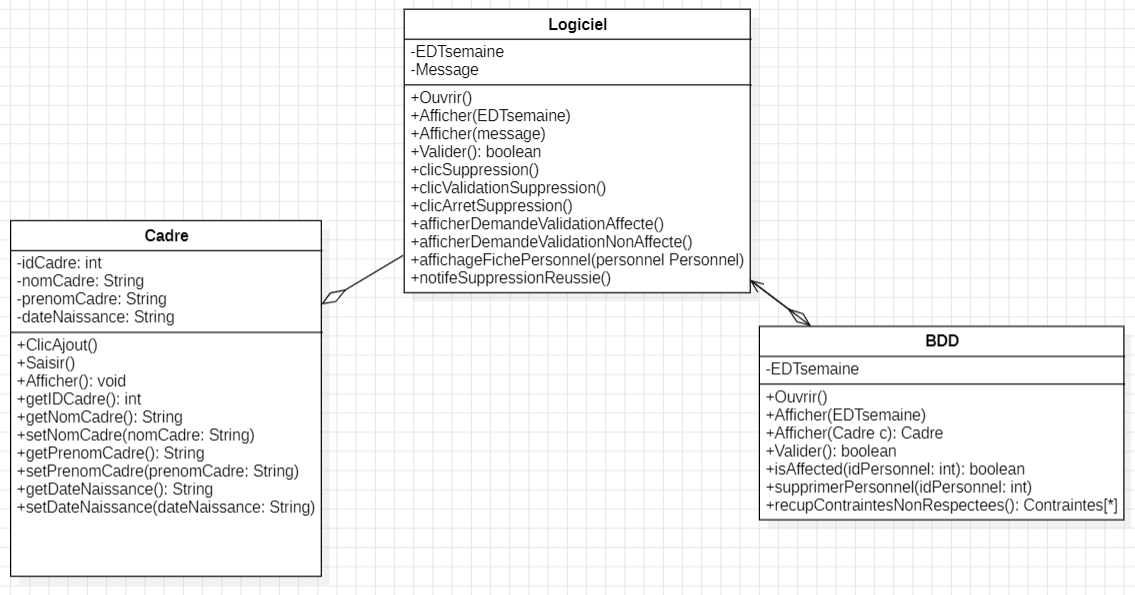 Logiciel
-EDTsemaine
-Message
+Ouvrir()
+Afficher(EDTsemaine)
+Afficher(message)
+Valider(): boolean
+clicSuppression()
+clicValidationSuppression()
+clicArretSuppression()
+afficherDemandeValidationAffecte()
+afficherDemandeValidationNonAffecte()
+affichageFichePersonnel(personnel Personnel)
+notifeSuppressionReussie()
Cadre
-idCadre: int
-nomCadre: String
-prenomCadre: String
-dateNaissance: String
+ClicAjout()
+Saisir()
+Afficher(): void
+getIDCadre(): int
+getNomCadre(): String
+setNomCadre(nomCadre: String)
+getPrenomCadre(): String
+setPrenomCadre(prenomCadre: String)
+getDateNaissance(): String
+setDateNaissance(dateNaissance: String)
BDD
-EDTsemaine
+Ouvrir()
+Afficher(EDTsemaine)
+Afficher(Cadre c): Cadre
+Valider(): boolean
+isAffected(idPersonnel: int): boolean
+supprimerPersonnel(idPersonnel: int)
+recupContraintesNonRespectees(): Contraintes[*]